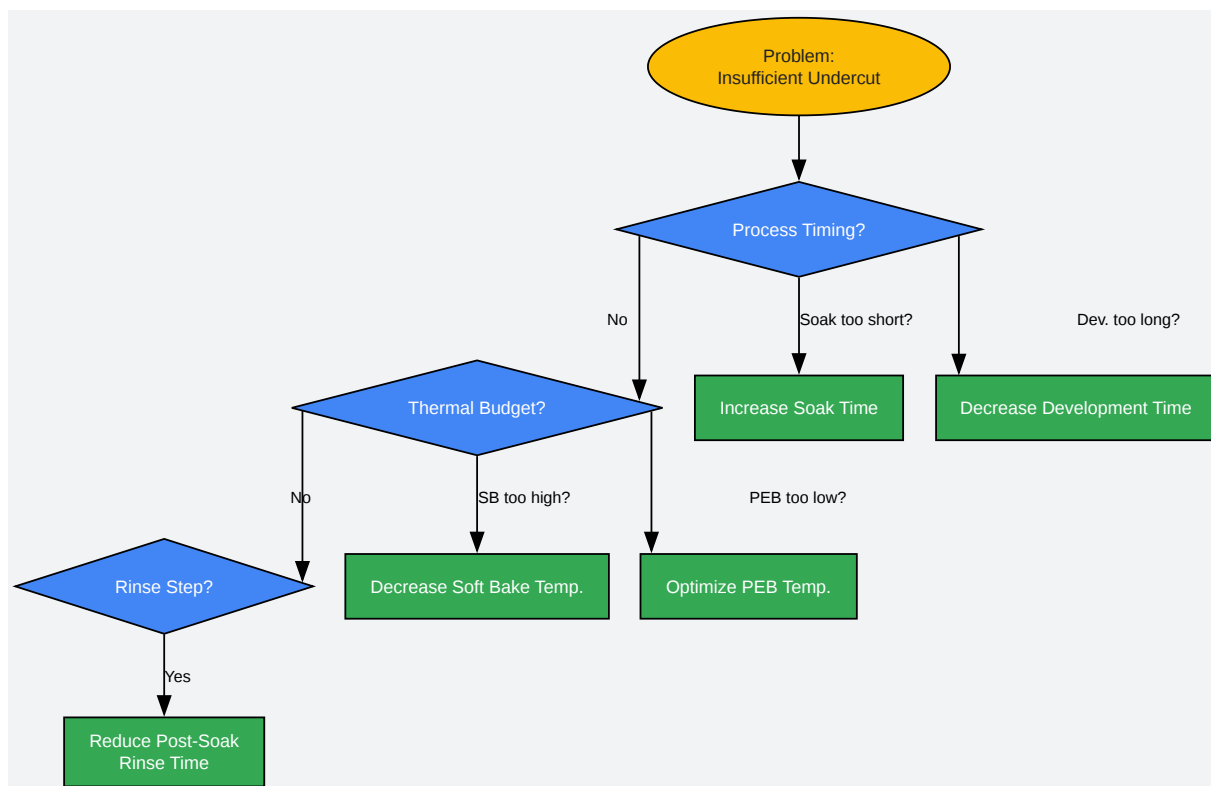 Problem:
Insufficient Undercut
Process Timing?
No
Soak too short?
Dev. too long?
Thermal Budget?
Increase Soak Time
Decrease Development Time
No
SB too high?
PEB too low?
Rinse Step?
Decrease Soft Bake Temp.
Optimize PEB Temp.
Yes
Reduce Post-Soak
Rinse Time